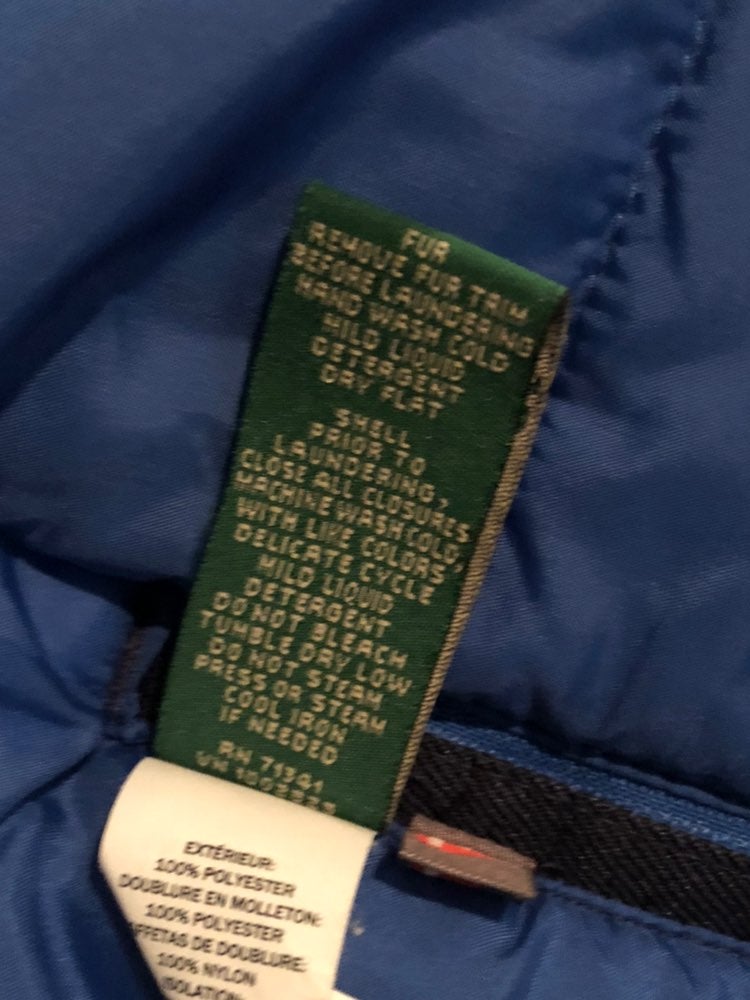 FUR
REMOVE FUR TRIM
BEFORE LAUNDERING
HAND WASH COLD
MILD LIQUID
DETERGENT
DRY FLAT
SHELL
PRIOR TO
LAUNDERING,
CLOSE ALL CLOSURES
MACHINE WASH COLD,
WITH LIKE COLORS,
DELICATE CYCLE
MILD LIQUID
DETERGENT
DO NOT BLEACH
TUMBLE DRY LOW
DO NOT STEAM
PRESS OR STEAM
COOL IRON
IF NEEDED
RN 71341
EXTÉRIEUR:
100% POLYESTER
DOUBLURE EN MOLLETON:
100% POLYESTER
FFETAS DE DOUBLURE:
100% NYLON
ISOLATION: